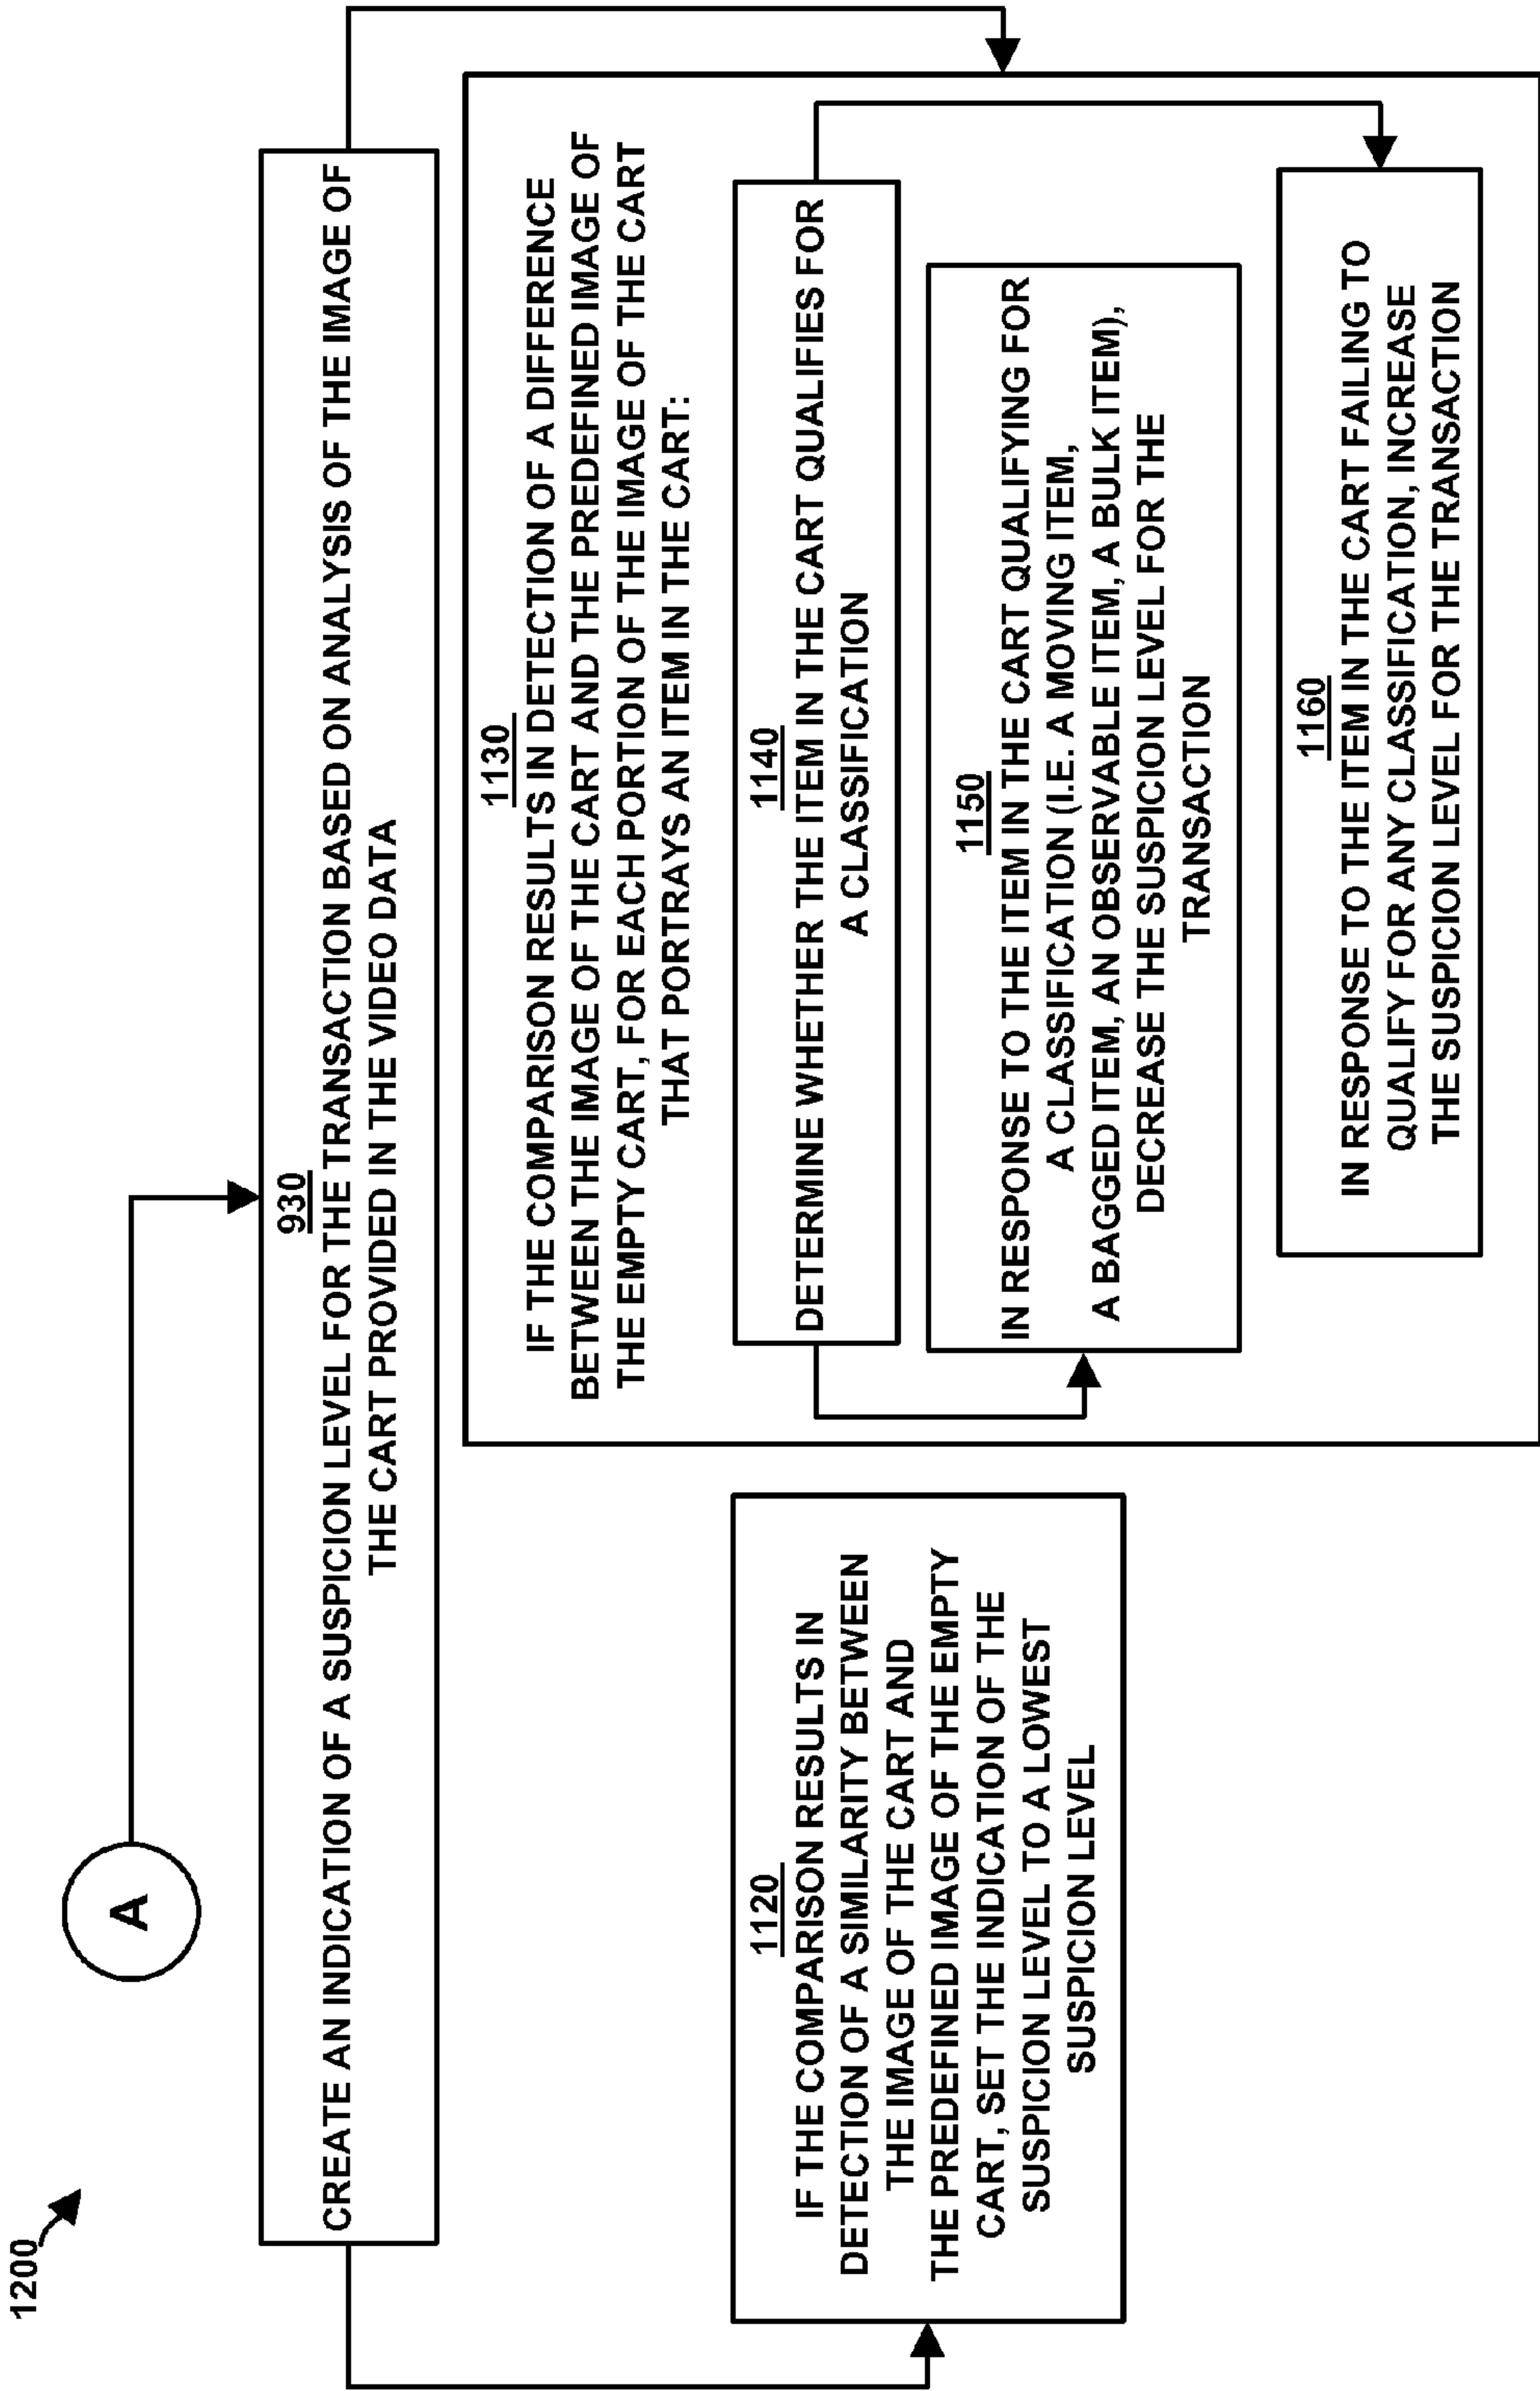 1200
A
930
CREATE AN INDICATION OF A SUSPICION LEVEL FOR THE TRANSACTION BASED ON ANALYSIS OF THE IMAGE OF
THE CART PROVIDED IN THE VIDEO DATA
1120
IF THE COMPARISON RESULTS IN
DETECTION OF A SIMILARITY BETWEEN
THE IMAGE OF THE CART AND
THE PREDEFINED IMAGE OF THE EMPTY
CART, SET THE INDICATION OF THE
SUSPICION LEVEL TO A LOWEST
SUSPICION LEVEL
1130
IF THE COMPARISON RESULTS IN DETECTION OF A DIFFERENCE
BETWEEN THE IMAGE OF THE CART AND THE PREDEFINED IMAGE OF
THE EMPTY CART, FOR EACH PORTION OF THE IMAGE OF THE CART
THAT PORTRAYS AN ITEM IN THE CART:
1140
DETERMINE WHETHER THE ITEM IN THE CART QUALIFIES FOR
A CLASSIFICATION
1150
IN RESPONSE TO THE ITEM IN THE CART QUALIFYING FOR
A CLASSIFICATION (I.E. A MOVING ITEM,
A BAGGED ITEM, AN OBSERVABLE ITEM, A BULK ITEM),
DECREASE THE SUSPICION LEVEL FOR THE
TRANSACTION
1160
IN RESPONSE TO THE ITEM IN THE CART FAILING TO
QUALIFY FOR ANY CLASSIFICATION, INCREASE
THE SUSPICION LEVEL FOR THE TRANSACTION